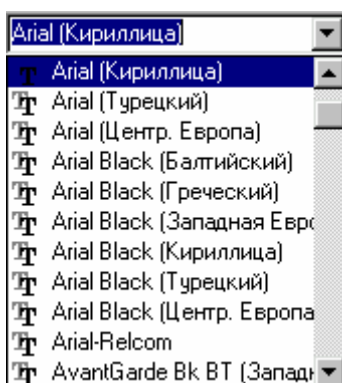 Arial (Кириллица)
Arial (Кириллица)
Arial (Турецкий)
Arial (Центр. Европа)
Arial Black (Балтийский)
Arial Black (Греческий)
Arial Black (Западная Евро
Arial Black (Кириллица)
Arial Black (Турецкий)
Arial Black (Центр. Европа
Arial-Relcom
AvantGarde Bk BT (Западн